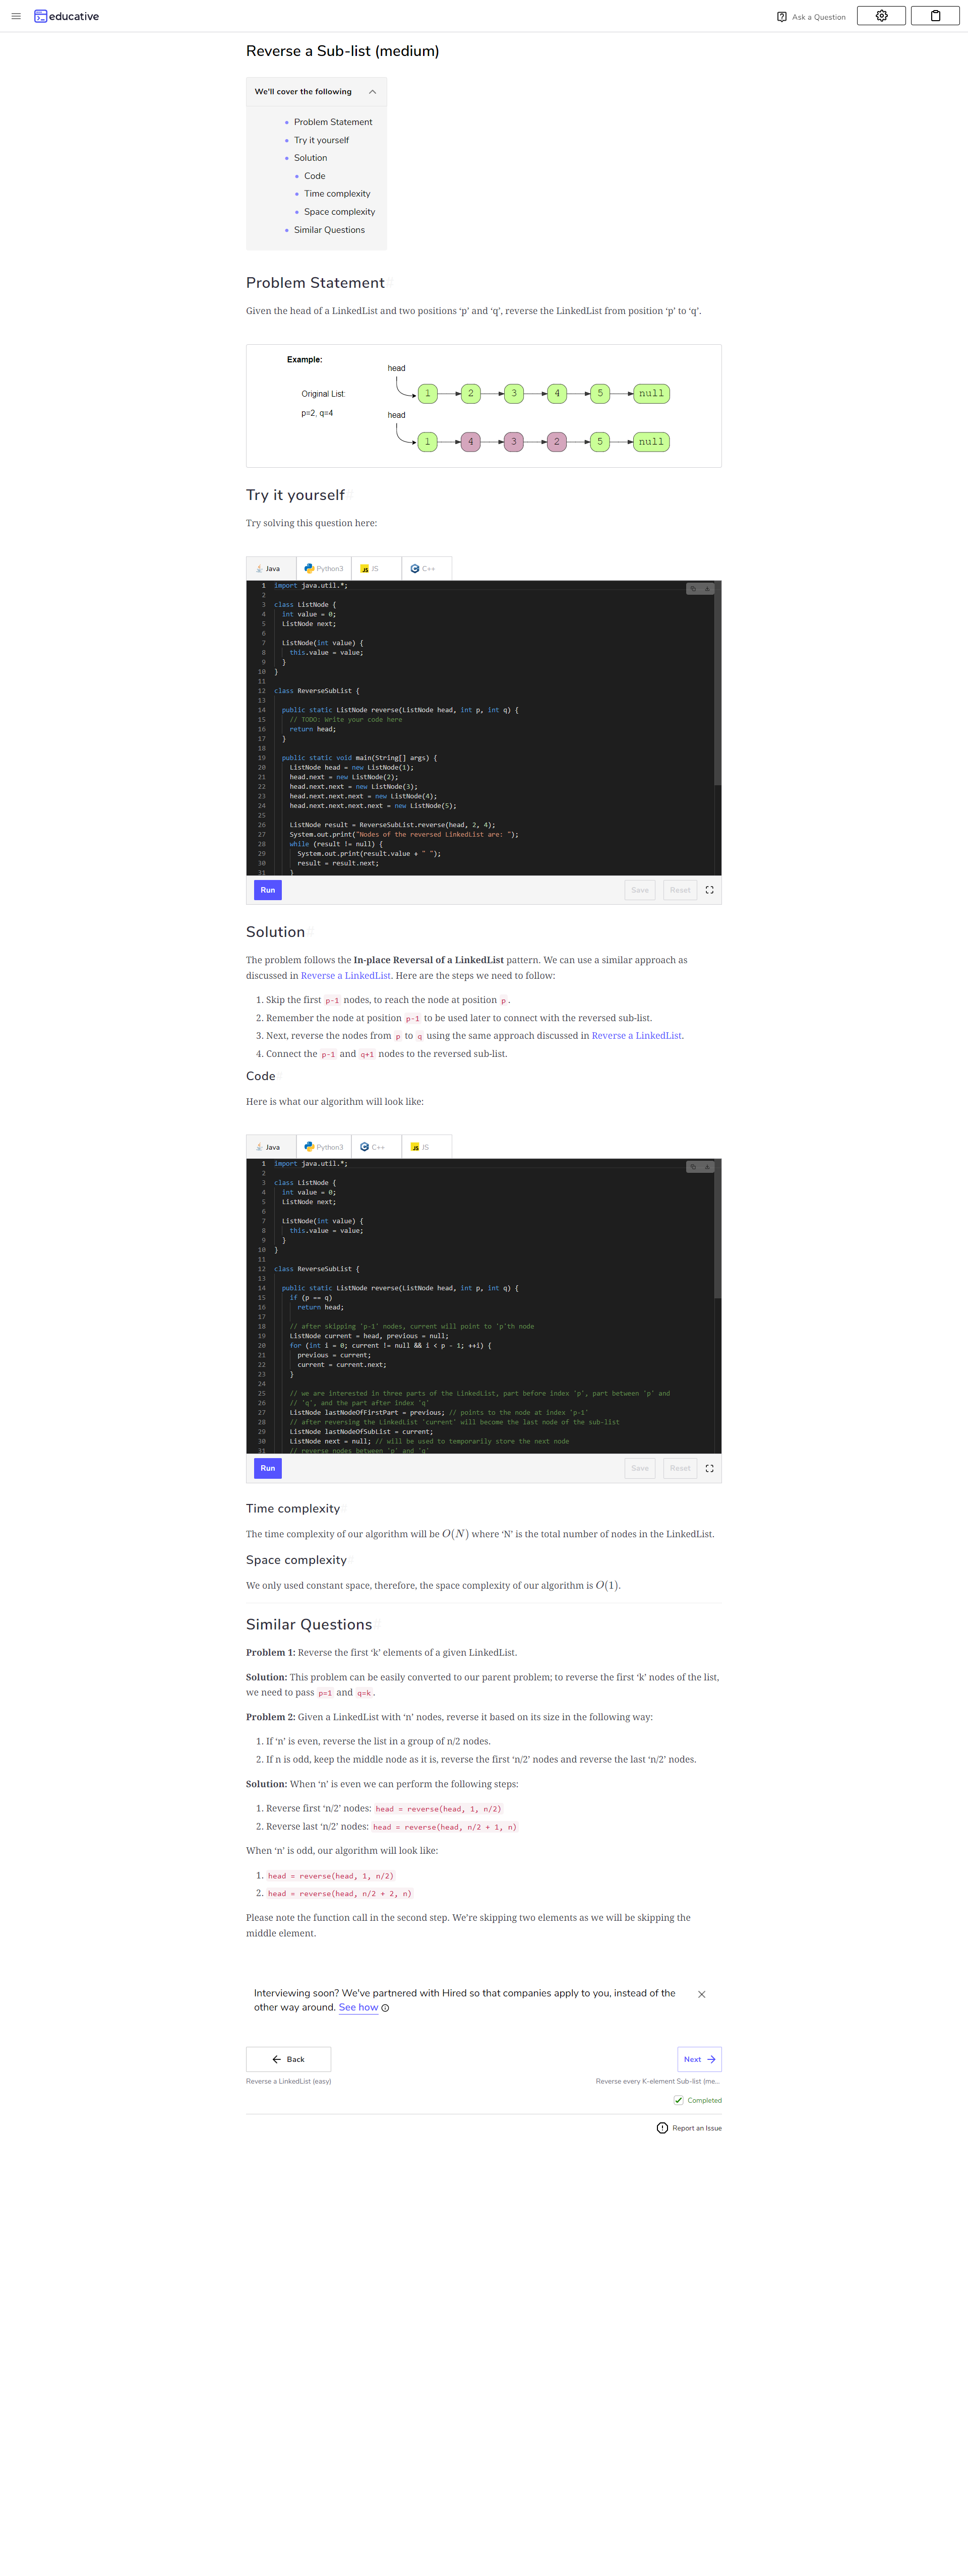 educative
Ask a Question
Reverse a Sub-list (medium)
We'll cover the following
Problem Statement
Try it yourself
Solution
Code
Time complexity
Space complexity
Similar Questions
Problem Statement
Given the head of a LinkedList and two positions ‘p’ and ‘q’, reverse the LinkedList from position ‘p’ to ‘q’.
Example:
head
Original List:
1 2 3 4 5 null
p=2, q=4
head
1 4 3 2 5 null
Try it yourself
Try solving this question here:
Java Python3 JS C++
1 import java.util.*;
2
3 class ListNode {
4 int value = 0;
5 ListNode next;
6
7 ListNode(int value) {
8 this.value = value;
9 }
10 }
11
12 class ReverseSubList {
13
14 public static ListNode reverse(ListNode head, int p, int q) {
15 // TODO: Write your code here
16 return head;
17 }
18
19 public static void main(String[] args) {
20 ListNode head = new ListNode(1);
21 head.next = new ListNode(2);
22 head.next.next = new ListNode(3);
23 head.next.next.next = new ListNode(4);
24 head.next.next.next.next = new ListNode(5);
25
26 ListNode result = ReverseSubList.reverse(head, 2, 4);
27 System.out.print("Nodes of the reversed LinkedList are: ");
28 while (result != null) {
29 System.out.print(result.value + " ");
30 result = result.next;
31 }
Run
Save Reset
Solution
The problem follows the In-place Reversal of a LinkedList pattern. We can use a similar approach as
discussed in Reverse a LinkedList. Here are the steps we need to follow:
1. Skip the first p-1 nodes, to reach the node at position p.
2. Remember the node at position p-1 to be used later to connect with the reversed sub-list.
3. Next, reverse the nodes from p to q using the same approach discussed in Reverse a LinkedList.
4. Connect the p-1 and q+1 nodes to the reversed sub-list.
Code
Here is what our algorithm will look like:
Java Python3 C++ JS
1 import java.util.*;
2
3 class ListNode {
4 int value = 0;
5 ListNode next;
6
7 ListNode(int value) {
8 this.value = value;
9 }
10 }
11
12 class ReverseSubList {
13
14 public static ListNode reverse(ListNode head, int p, int q) {
15 if (p == q)
16 return head;
17
18 // after skipping 'p-1' nodes, current will point to 'p'th node
19 ListNode current = head, previous = null;
20 for (int i = 0; current != null && i < p - 1; ++i) {
21 previous = current;
22 current = current.next;
23 }
24
25 // we are interested in three parts of the LinkedList, part before index 'p', part between 'p' and
26 // 'q', and the part after index 'q'
27 ListNode lastNodeOfFirstPart = previous; // points to the node at index 'p-1'
28 // after reversing the LinkedList 'current' will become the last node of the sub-list
29 ListNode lastNodeOfSubList = current;
30 ListNode next = null; // will be used to temporarily store the next node
31 // reverse nodes between 'p' and 'q'
Run
Save Reset
Time complexity
The time complexity of our algorithm will be O(N) where ‘N’ is the total number of nodes in the LinkedList.
Space complexity
We only used constant space, therefore, the space complexity of our algorithm is O(1).
Similar Questions
Problem 1: Reverse the first ‘k’ elements of a given LinkedList.
Solution: This problem can be easily converted to our parent problem; to reverse the first ‘k’ nodes of the list,
we need to pass p=1 and q=k.
Problem 2: Given a LinkedList with ‘n’ nodes, reverse it based on its size in the following way:
1. If ‘n’ is even, reverse the list in a group of n/2 nodes.
2. If n is odd, keep the middle node as it is, reverse the first ‘n/2’ nodes and reverse the last ‘n/2’ nodes.
Solution: When ‘n’ is even we can perform the following steps:
1. Reverse first ‘n/2’ nodes: head = reverse(head, 1, n/2)
2. Reverse last ‘n/2’ nodes: head = reverse(head, n/2 + 1, n)
When ‘n’ is odd, our algorithm will look like:
1. head = reverse(head, 1, n/2)
2. head = reverse(head, n/2 + 2, n)
Please note the function call in the second step. We’re skipping two elements as we will be skipping the
middle element.
Interviewing soon? We've partnered with Hired so that companies apply to you, instead of the
other way around. See how
Back
Next
Reverse a LinkedList (easy)
Reverse every K-element Sub-list (me...
Completed
Report an Issue